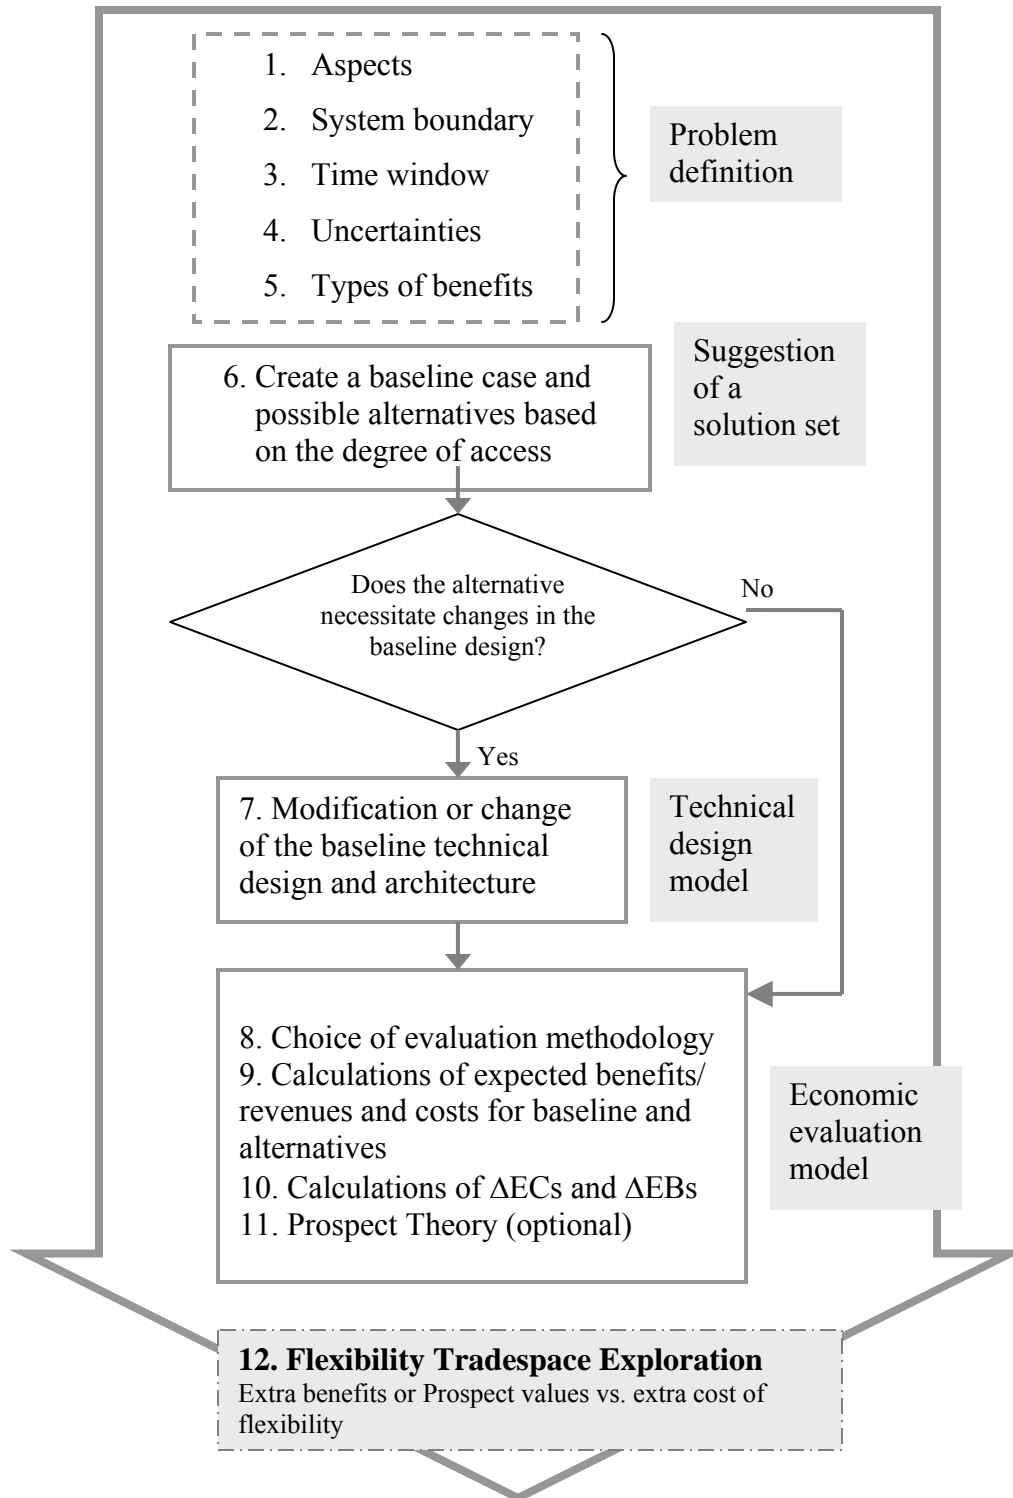 1. Aspects
2. System boundary
3. Time window
4. Uncertainties
5. Types of benefits
Problem
definition
6. Create a baseline case and
possible alternatives based
on the degree of access
Suggestion
of a
solution set
Does the alternative
necessitate changes in the
baseline design?
No
Yes
7. Modification or change
of the baseline technical
design and architecture
Technical
design
model
8. Choice of evaluation methodology
9. Calculations of expected benefits/
revenues and costs for baseline and
alternatives
10. Calculations of ΔECs and ΔEBs
11. Prospect Theory (optional)
Economic
evaluation
model
12. Flexibility Tradespace Exploration
Extra benefits or Prospect values vs. extra cost of
flexibility